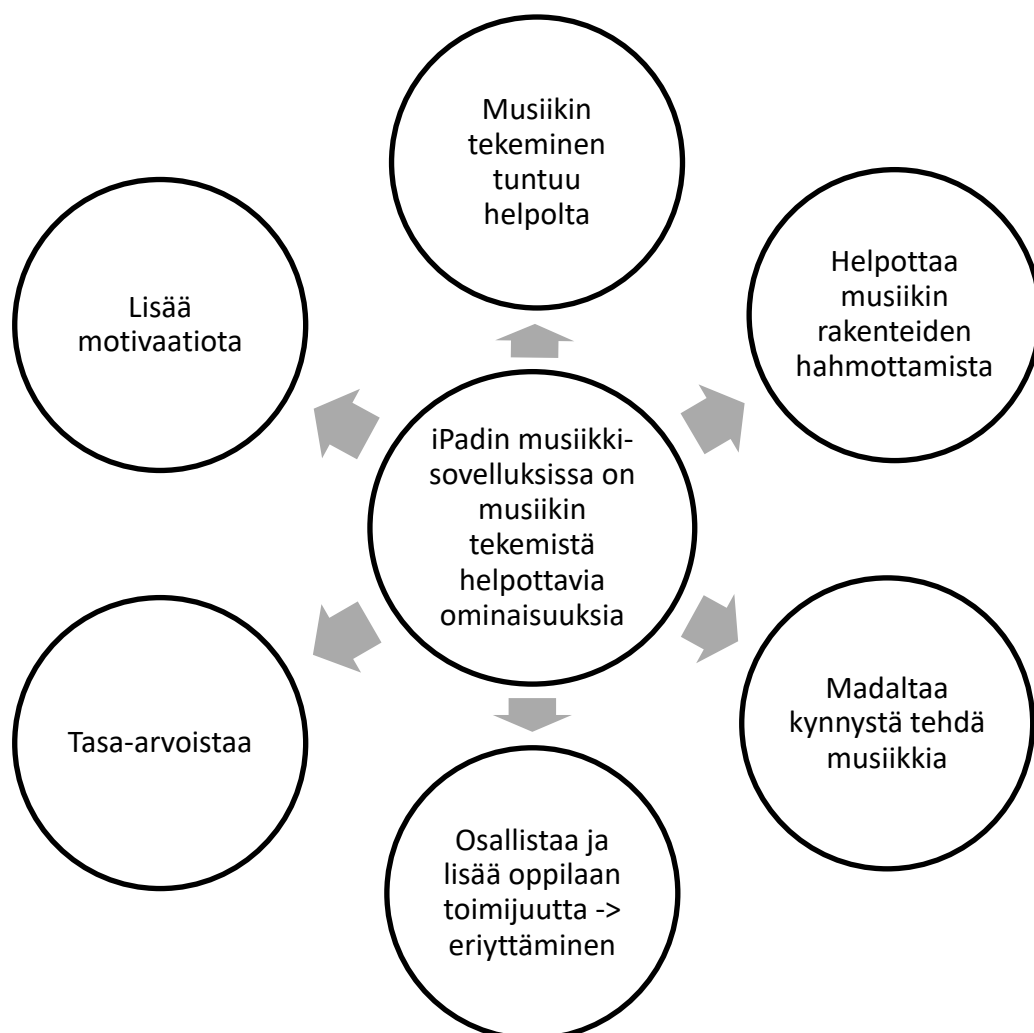 Musiikin
tekeminen
tuntuu
helpolta
Helpottaa
musiikin
rakenteiden
hahmottamista
Lisää
motivaatiota
iPadin musiikki-
sovelluksissa on
musiikin
tekemistä
helpottavia
ominaisuuksia
Madaltaa
kynnystä tehdä
musiikkia
Tasa-arvoistaa
Osallistaa ja
lisää oppilaan
toimijuutta ->
eriyttäminen